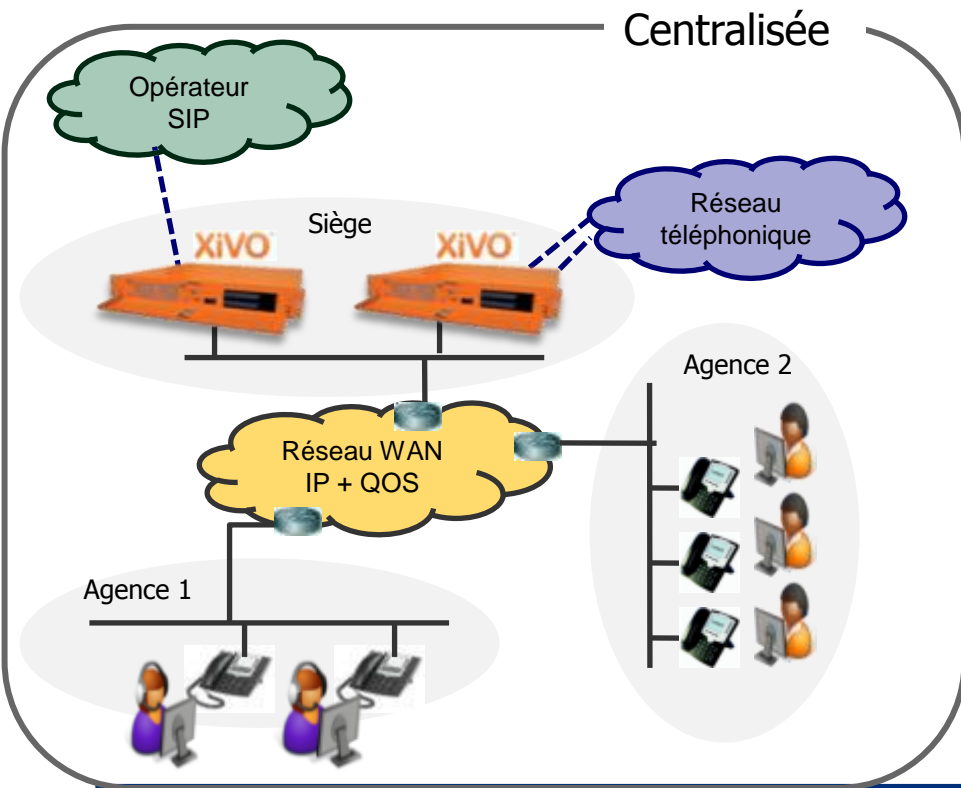 Centralisée
Opérateur
SIP
Réseau
téléphonique
Siège
XiVO
XiVO
Agence 2
Réseau WAN
IP + QOS
Agence 1